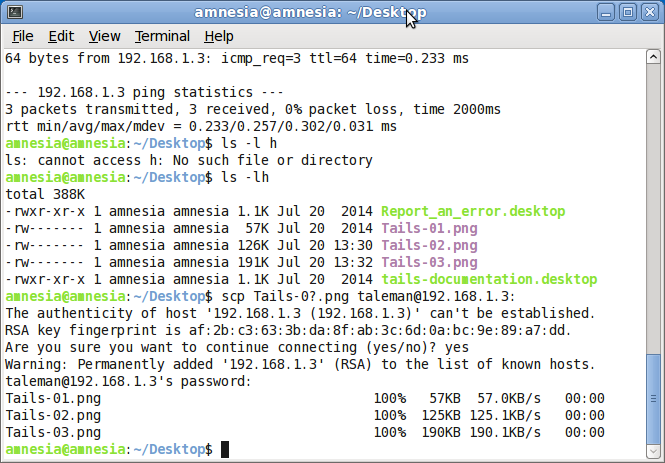 amnesia@amnesia: ~/Desktop
File Edit View Terminal Help
64 bytes from 192.168.1.3: icmp_req=3 ttl=64 time=0.233 ms
--- 192.168.1.3 ping statistics ---
3 packets transmitted, 3 received, 0% packet loss, time 2000ms
rtt min/avg/max/mdev = 0.233/0.257/0.302/0.031 ms
amnesia@amnesia:~/Desktop$ ls -l h
ls: cannot access h: No such file or directory
amnesia@amnesia:~/Desktop$ ls -lh
total 388K
-rwxr-xr-x 1 amnesia amnesia 1.1K Jul 20  2014 Report_an_error.desktop
-rw------- 1 amnesia amnesia  57K Jul 20  2014 Tails-01.png
-rw------- 1 amnesia amnesia 126K Jul 20 13:30 Tails-02.png
-rw------- 1 amnesia amnesia 191K Jul 20 13:32 Tails-03.png
-rwxr-xr-x 1 amnesia amnesia 1.1K Jul 20  2014 tails-documentation.desktop
amnesia@amnesia:~/Desktop$ scp Tails-0?.png taleman@192.168.1.3:
The authenticity of host '192.168.1.3 (192.168.1.3)' can't be established.
RSA key fingerprint is af:2b:c3:63:3b:da:8f:ab:3c:6d:0a:bc:9e:89:a7:dd.
Are you sure you want to continue connecting (yes/no)? yes
Warning: Permanently added '192.168.1.3' (RSA) to the list of known hosts.
taleman@192.168.1.3's password:
Tails-01.png 100% 57KB 57.0KB/s 00:00
Tails-02.png 100% 125KB 125.1KB/s 00:00
Tails-03.png 100% 190KB 190.1KB/s 00:00
amnesia@amnesia:~/Desktop$